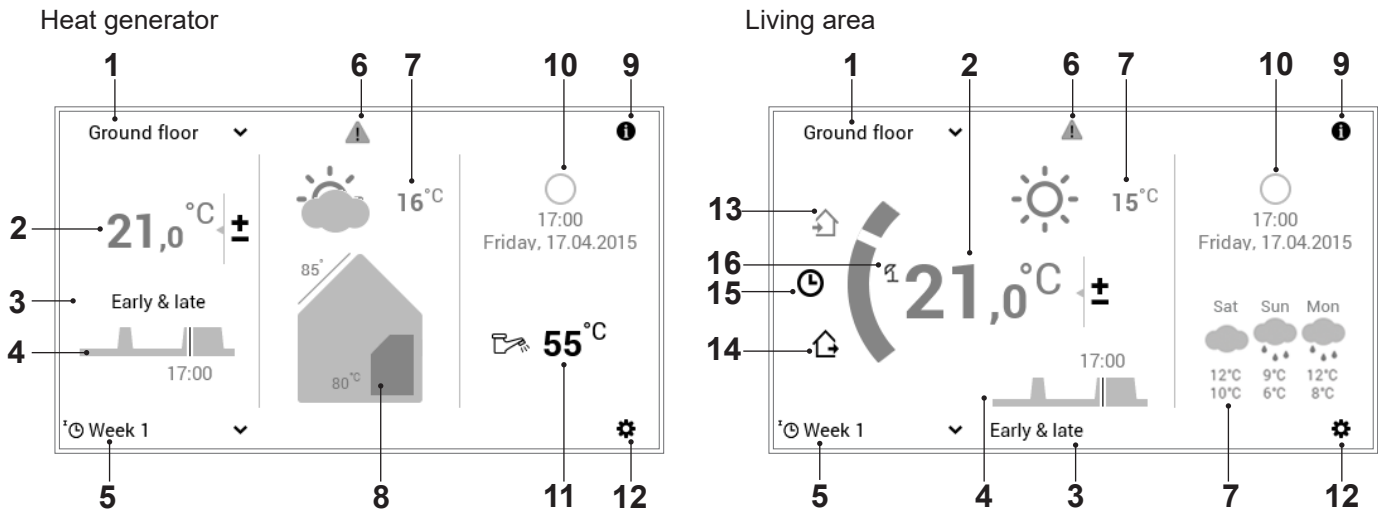 Heat generator
1
6
7
10
9
Ground floor
16°C
21,0°C
±
17:00
Friday, 17.04.2015
2
3
Early & late
4
17:00
85°
80°C
55°C
I Week 1
5
8
11
12
Living area
1
2
6
7
10
9
Ground floor
15°C
13
17:00
Friday, 17.04.2015
16
15
21,0°C
±
14
Sat Sun Mon
17:00
12°C 9°C 12°C
10°C 6°C 8°C
I Week 1
Early & late
5
4
3
7
12